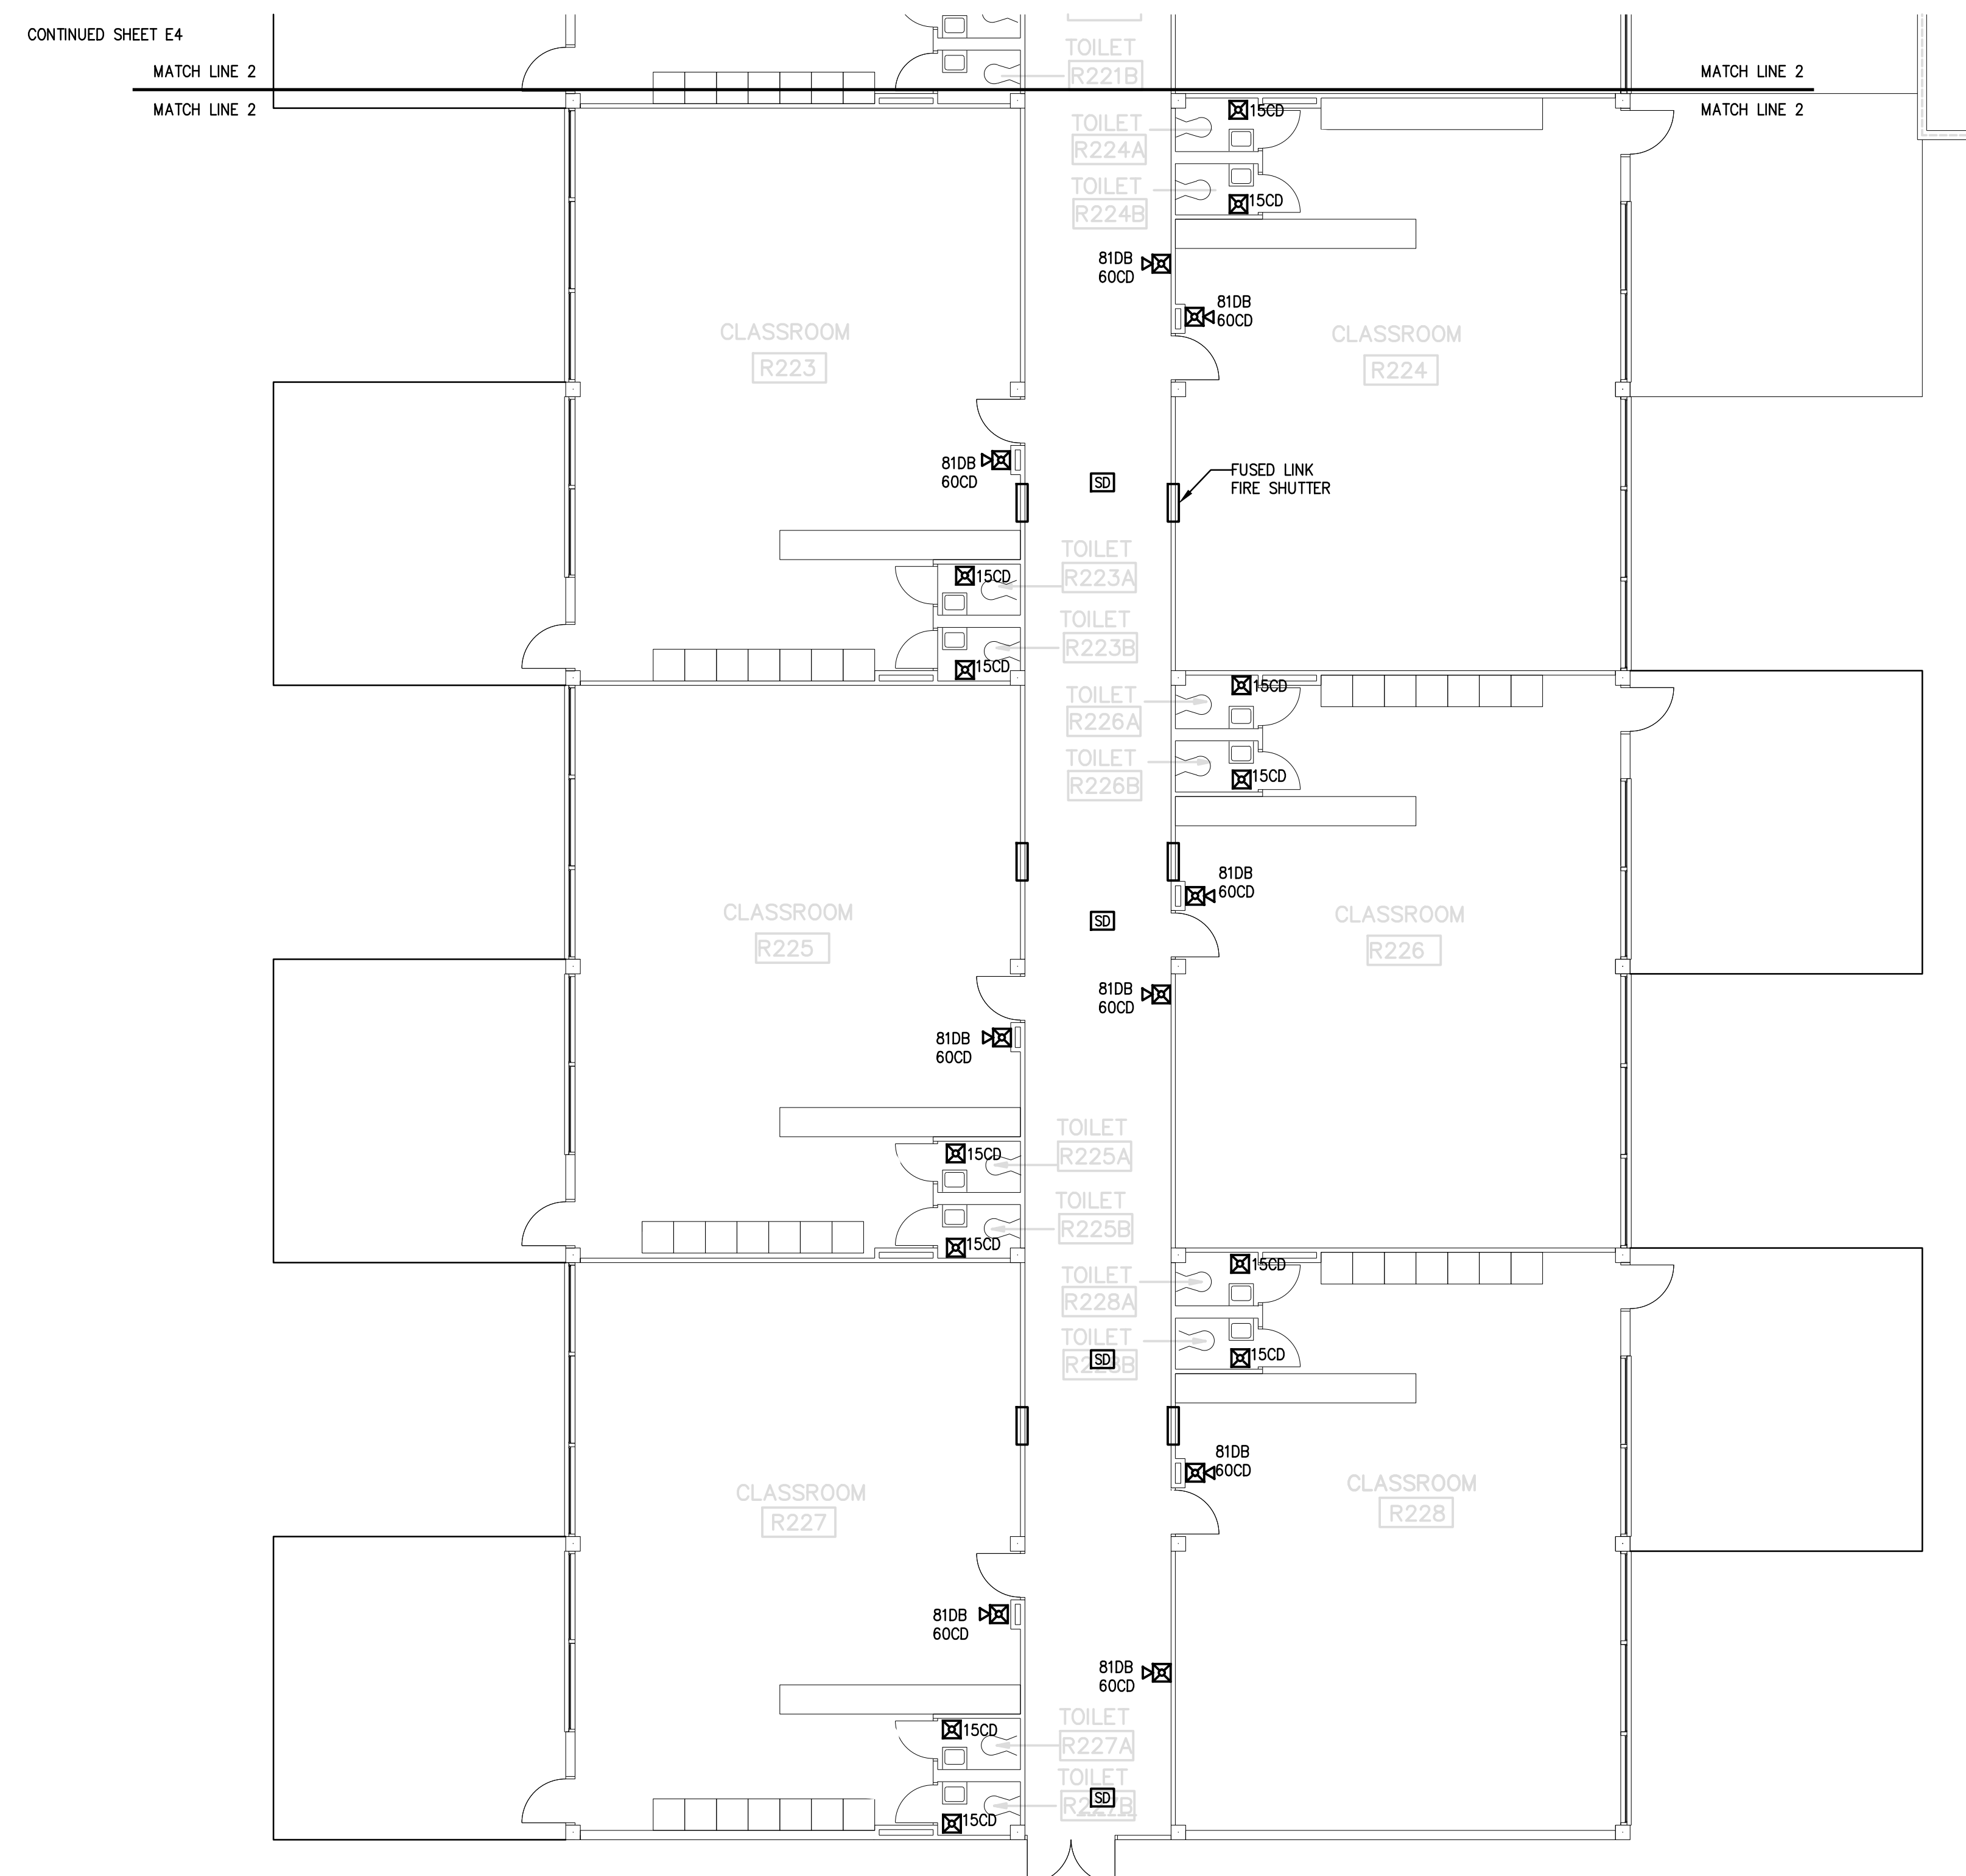 CONTINUED SHEET E4
TOILET
R221B
MATCH LINE 2
MATCH LINE 2
MATCH LINE 2
MATCH LINE 2
15CD
TOILET
R224A
TOILET
R224B
15CD
81DB
60CD
81DB
60CD
CLASSROOM
R223
CLASSROOM
R224
81DB
60CD
SD
FUSED LINK
FIRE SHUTTER
TOILET
R223A
15CD
TOILET
R223B
15CD
15CD
TOILET
R226A
TOILET
R226B
15CD
81DB
60CD
CLASSROOM
R225
SD
CLASSROOM
R226
81DB
60CD
81DB
60CD
TOILET
R225A
15CD
TOILET
R225B
15CD
15CD
TOILET
R228A
TOILET
R228B
SD
15CD
81DB
60CD
CLASSROOM
R227
CLASSROOM
R228
81DB
60CD
81DB
60CD
TOILET
R227A
15CD
TOILET
R227B
SD
15CD